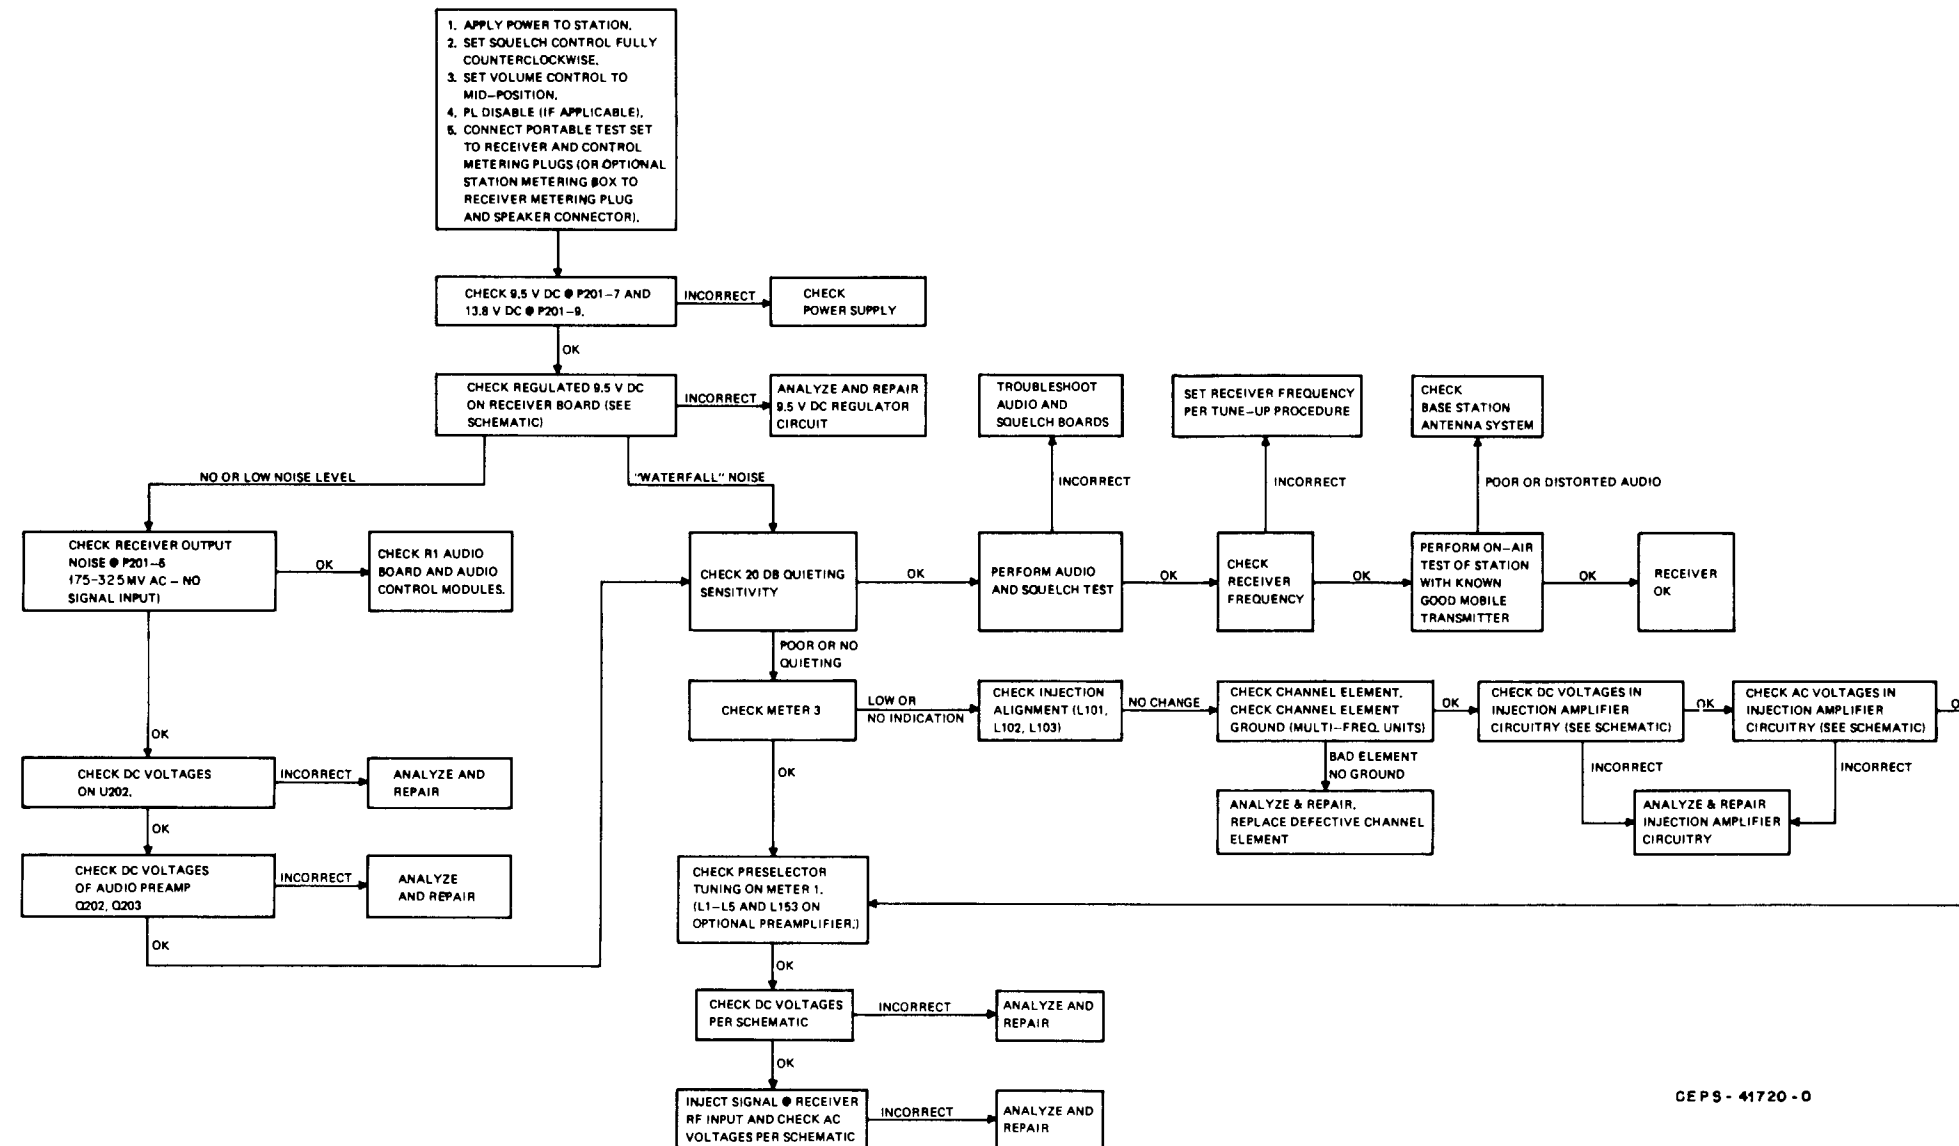 1. APPLY POWER TO STATION.
2. SET SQUELCH CONTROL FULLY
COUNTERCLOCKWISE.
3. SET VOLUME CONTROL TO
MID-POSITION.
4. PL DISABLE (IF APPLICABLE).
5. CONNECT PORTABLE TEST SET
TO RECEIVER AND CONTROL
METERING PLUGS (OR OPTIONAL
STATION METERING BOX TO
RECEIVER METERING PLUG
AND SPEAKER CONNECTOR).
CHECK 9.5 V DC @ P201-7 AND
13.8 V DC @ P201-9.
INCORRECT
CHECK
POWER SUPPLY
OK
CHECK REGULATED 9.5 V DC
ON RECEIVER BOARD (SEE
SCHEMATIC)
INCORRECT
ANALYZE AND REPAIR
9.5 V DC REGULATOR
CIRCUIT
TROUBLESHOOT
AUDIO AND
SQUELCH BOARDS
SET RECEIVER FREQUENCY
PER TUNE-UP PROCEDURE
CHECK
BASE STATION
ANTENNA SYSTEM
NO OR LOW NOISE LEVEL
"WATERFALL" NOISE
INCORRECT
INCORRECT
POOR OR DISTORTED AUDIO
CHECK RECEIVER OUTPUT
NOISE @ P201-5
175-325 MV AC - NO
SIGNAL INPUT)
OK
CHECK R1 AUDIO
BOARD AND AUDIO
CONTROL MODULES.
CHECK 20 DB QUIETING
SENSITIVITY
OK
PERFORM AUDIO
AND SQUELCH TEST
OK
CHECK
RECEIVER
FREQUENCY
OK
PERFORM ON-AIR
TEST OF STATION
WITH KNOWN
GOOD MOBILE
TRANSMITTER
OK
RECEIVER
OK
POOR OR NO
QUIETING
CHECK METER 3
LOW OR
NO INDICATION
CHECK INJECTION
ALIGNMENT (L101,
L102, L103)
NO CHANGE
CHECK CHANNEL ELEMENT.
CHECK CHANNEL ELEMENT
GROUND (MULTI-FREQ. UNITS)
OK
CHECK DC VOLTAGES IN
INJECTION AMPLIFIER
CIRCUITRY (SEE SCHEMATIC)
OK
CHECK AC VOLTAGES IN
INJECTION AMPLIFIER
CIRCUITRY (SEE SCHEMATIC)
OK
CHECK DC VOLTAGES
ON U202.
INCORRECT
ANALYZE AND
REPAIR
OK
BAD ELEMENT
NO GROUND
INCORRECT
INCORRECT
ANALYZE & REPAIR.
REPLACE DEFECTIVE CHANNEL
ELEMENT
ANALYZE & REPAIR
INJECTION AMPLIFIER
CIRCUITRY
OK
CHECK DC VOLTAGES
OF AUDIO PREAMP
Q202, Q203
INCORRECT
ANALYZE
AND REPAIR
CHECK PRESELECTOR
TUNING ON METER 1.
(L1-L5 AND L153 ON
OPTIONAL PREAMPLIFIER.)
OK
OK
CHECK DC VOLTAGES
PER SCHEMATIC
INCORRECT
ANALYZE AND
REPAIR
OK
INJECT SIGNAL @ RECEIVER
RF INPUT AND CHECK AC
VOLTAGES PER SCHEMATIC
INCORRECT
ANALYZE AND
REPAIR
CEPS-41720-O